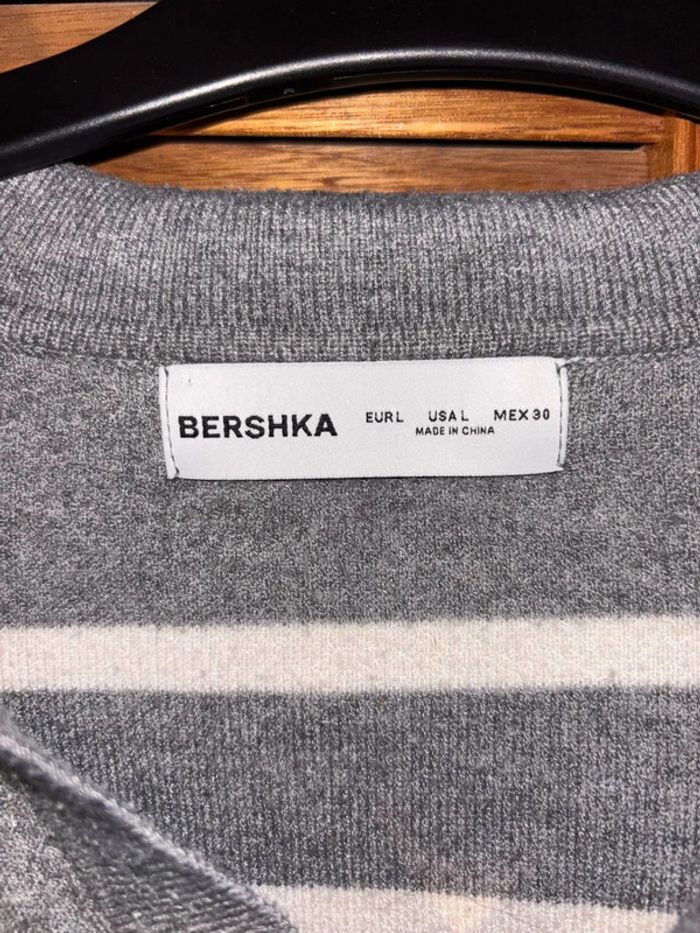 BERSHKA
EUR L USA L MEX 30
MADE IN CHINA